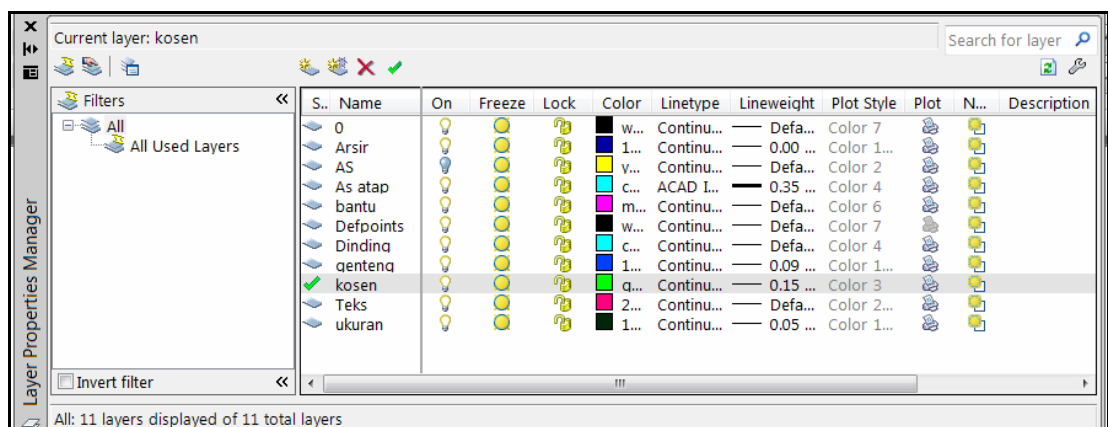 Current layer: kosen
Search for layer
Filters
All
All Used Layers
Invert filter
S.. Name On Freeze Lock Color Linetype Lineweight Plot Style Plot N... Description
0 w... Continu... Defa... Color 7
Arsir 1... Continu... 0.00 ... Color 1...
AS y... Continu... Defa... Color 2
As atap c... ACAD I... 0.35 ... Color 4
bantu m... Continu... Defa... Color 6
Defpoints w... Continu... Defa... Color 7
Dinding c... Continu... Defa... Color 4
genteng 1... Continu... 0.09 ... Color 1...
kosen g... Continu... 0.15 ... Color 3
Teks 2... Continu... Defa... Color 2...
ukuran 1... Continu... 0.05 ... Color 1...
Layer Properties Manager
All: 11 layers displayed of 11 total layers